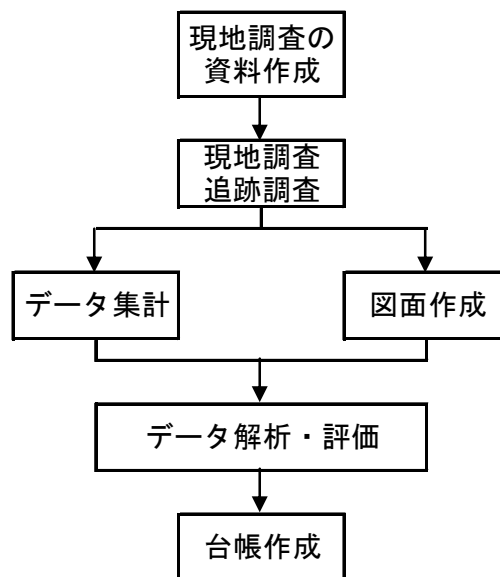 現地調査の
資料作成
現地調査
追跡調査
データ集計
図面作成
データ解析・評価
台帳作成